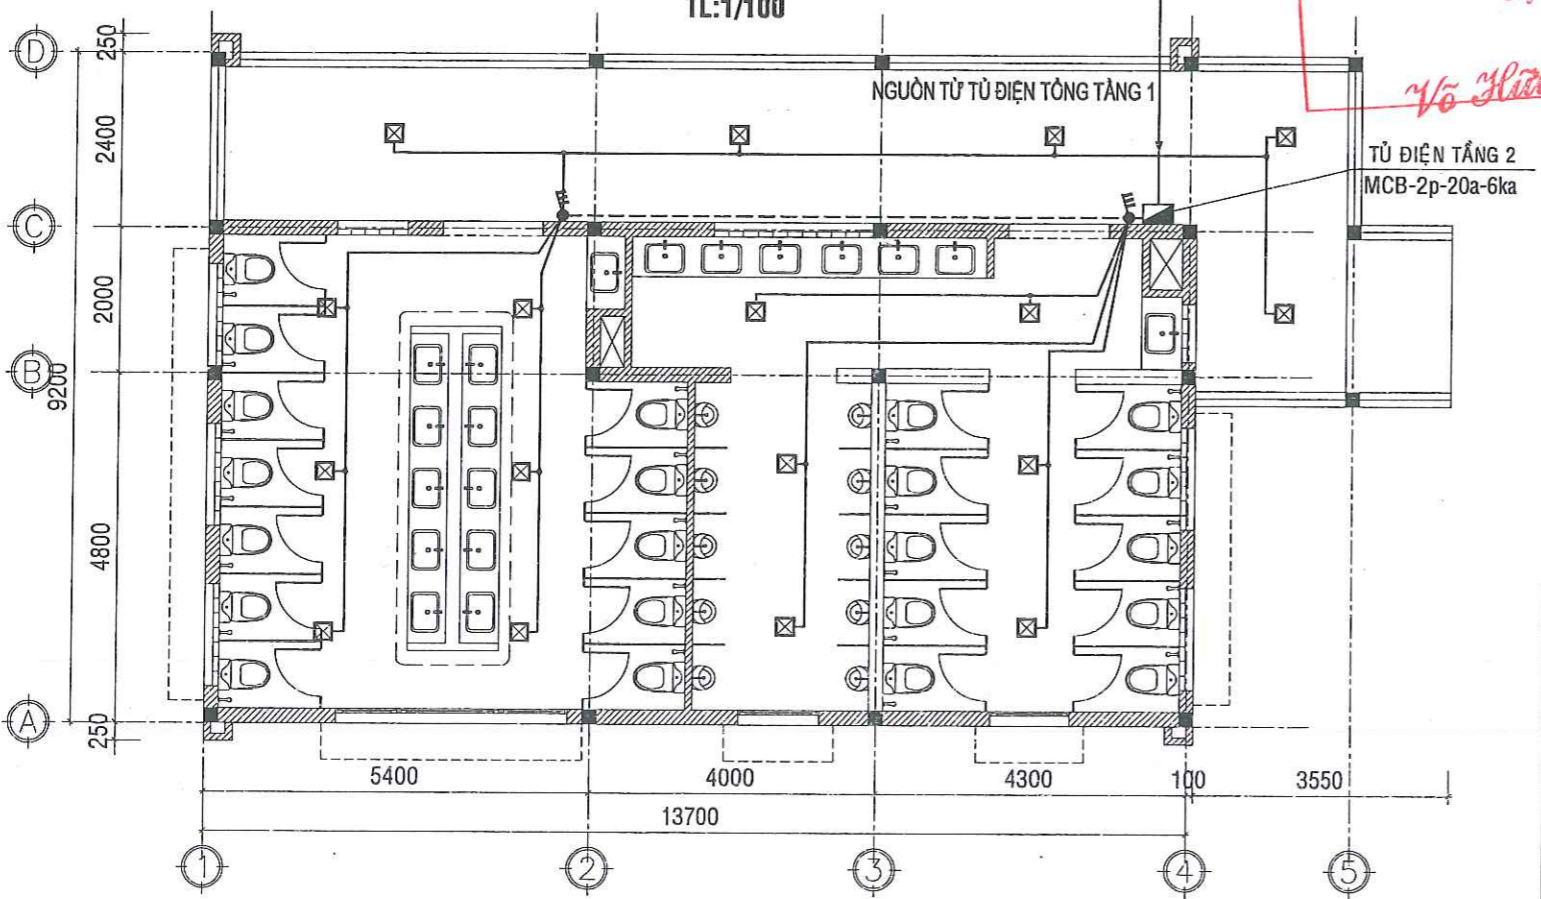 TL:1/100
NGUỒN TỪ TỦ ĐIỆN TỔNG TẦNG 1
Võ
TỦ ĐIỆN TẦNG 2
MCB-2p-20a-6ka
D
250
2400
C
2000
B
9200
4800
A
250
5400
4000
4300
100
3550
13700
1
2
3
4
5